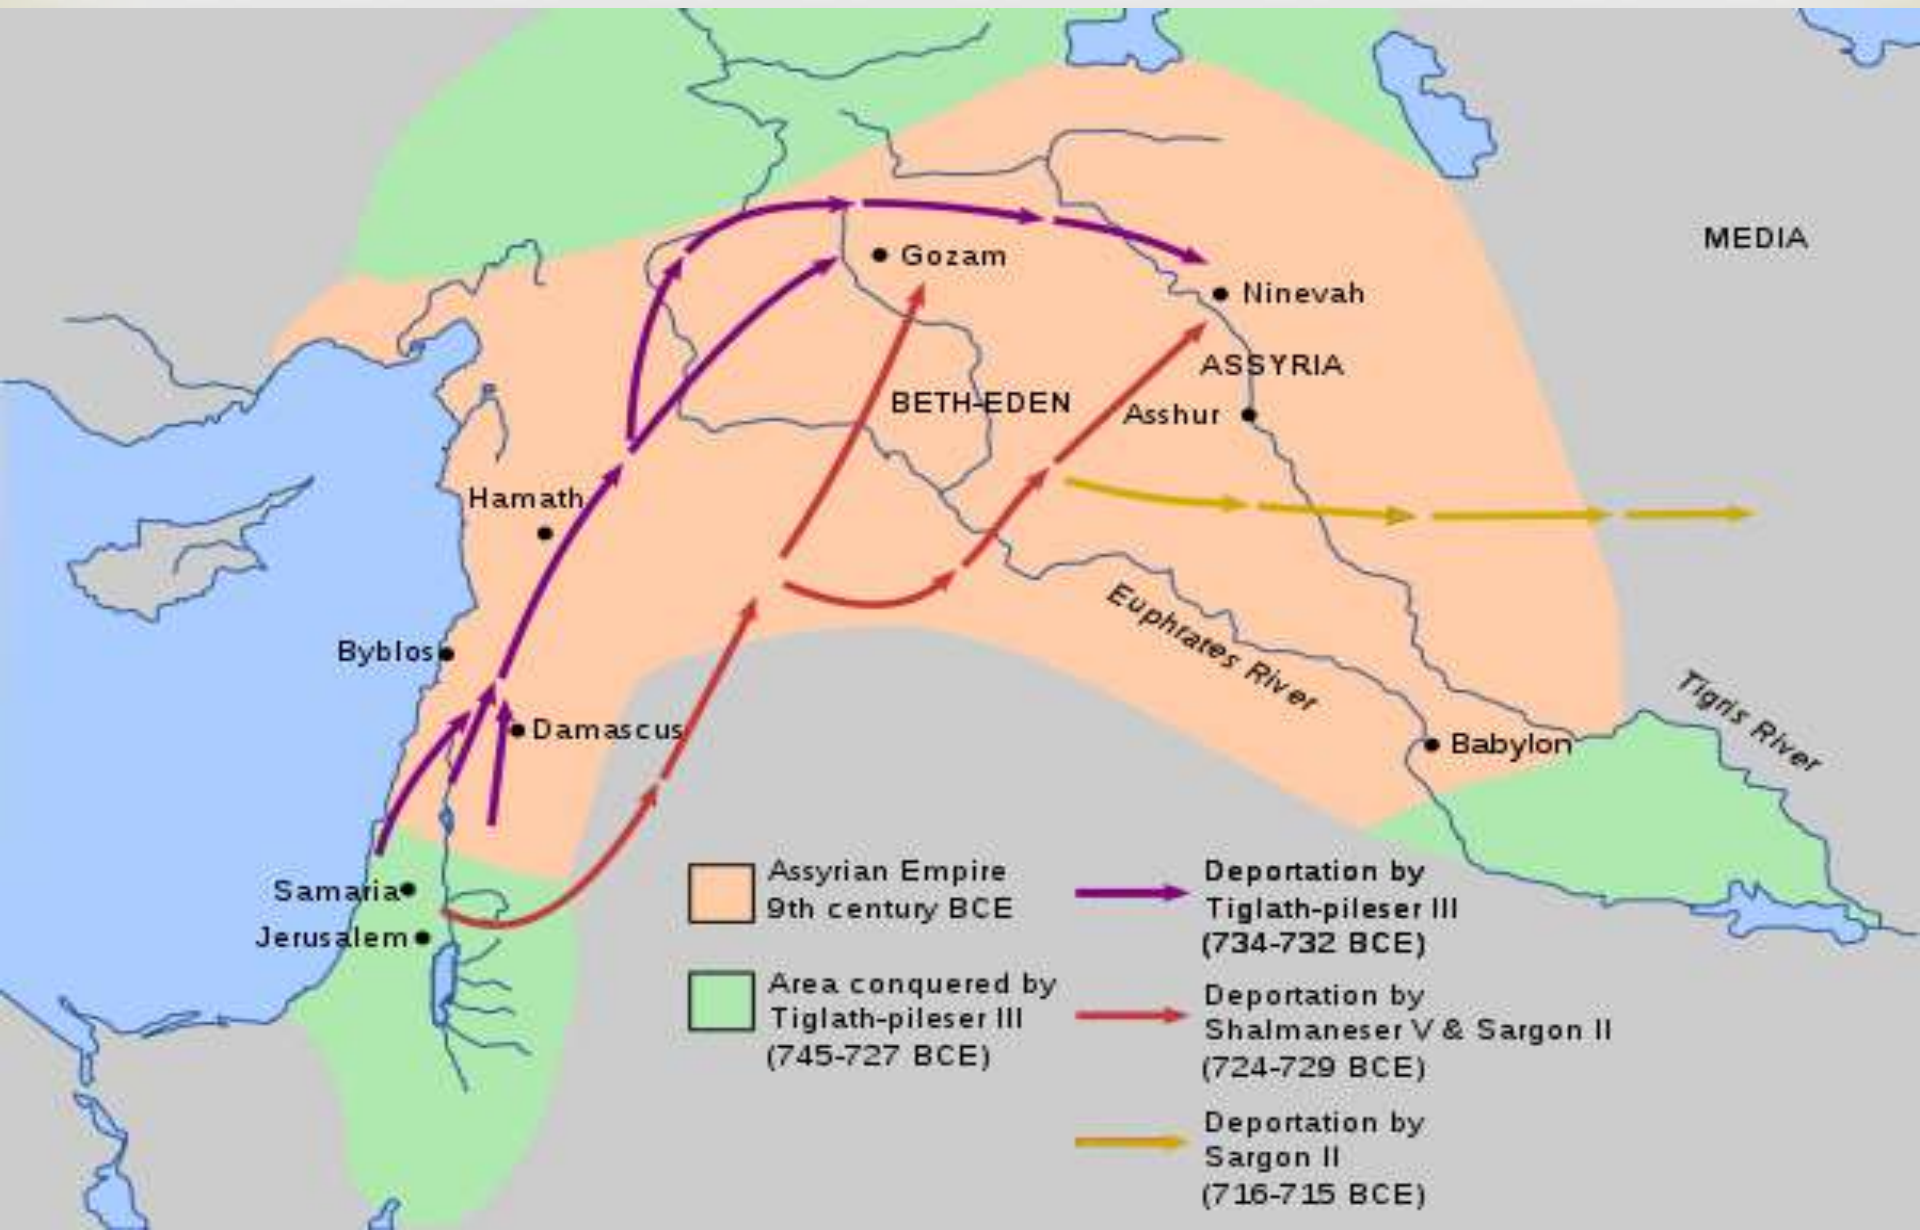 MEDIA
Gozam
Ninevah
ASSYRIA
BETH-EDEN
Asshur
Hamath
Euphrates River
Byblos
Tigris River
Damascus
Babylon
Samaria
Jerusalem
Assyrian Empire
9th century BCE
Area conquered by
Tiglath-pileser III
(745-727 BCE)
Deportation by
Tiglath-pileser III
(734-732 BCE)
Deportation by
Shalmaneser V & Sargon II
(724-729 BCE)
Deportation by
Sargon II
(716-715 BCE)